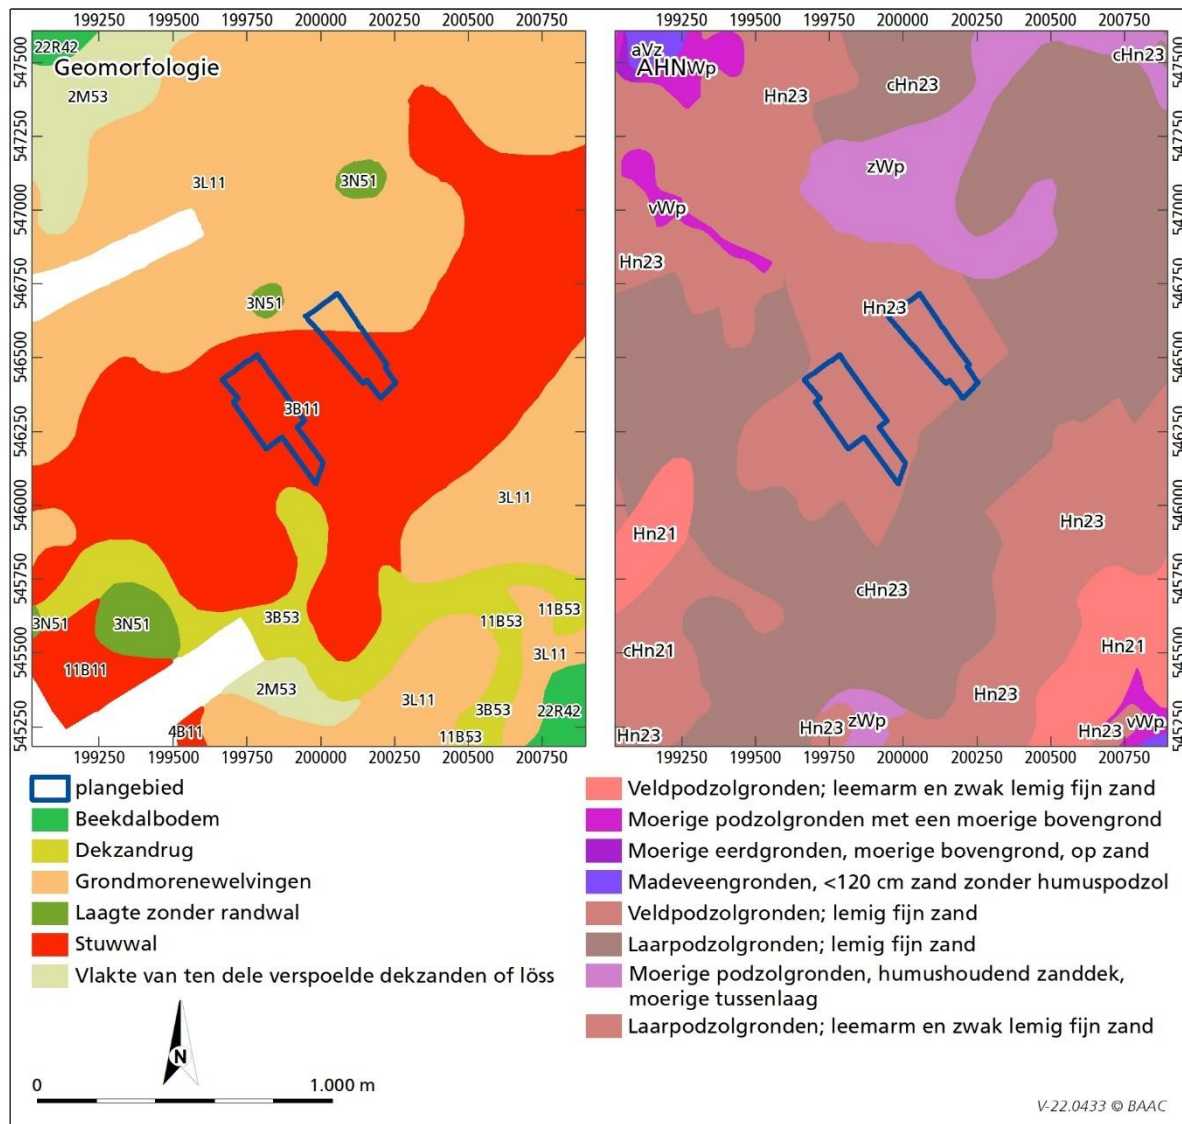 199250 199500 199750 200000 200250 200500 200750
199250 199500 199750 200000 200250 200500 200750
547500
547250
547000
546750
546500
546250
546000
545750
545500
545250
22R42
Geomorfologie
2M53
3L11
3N51
3N51
3B11
3L11
3N51
3N51
3B53
11B53
11B53
11B11
3L11
2M53
3L11
3B53
22R42
4B11
11B53
547500
547250
547000
546750
546500
546250
546000
545750
545500
545250
aVz
AHN
Wp
cHn23
Hn23
cHn23
zWp
vWp
Hn23
Hn23
Hn21
Hn23
cHn23
cHn21
Hn21
Hn23
Hn23
Hn23
zWp
Hn23
vWp
199250 199500 199750 200000 200250 200500 200750
199250 199500 199750 200000 200250 200500 200750
plangebied
Beekdalbodem
Dekzandrug
Grondmorenewelvingen
Laagte zonder randwal
Stuwwal
Vlakte van ten dele verspoelde dekzanden of löss
Veldpodzolgronden; leemarm en zwak lemig fijn zand
Moerige podzolgronden met een moerige bovengrond
Moerige eerdgronden, moerige bovengrond, op zand
Madeveengronden, <120 cm zand zonder humuspodzol
Veldpodzolgronden; lemig fijn zand
Laarpodzolgronden; lemig fijn zand
Moerige podzolgronden, humushoudend zanddek,
moerige tussenlaag
Laarpodzolgronden; leemarm en zwak lemig fijn zand
N
0 1.000 m
V-22.0433 © BAAC